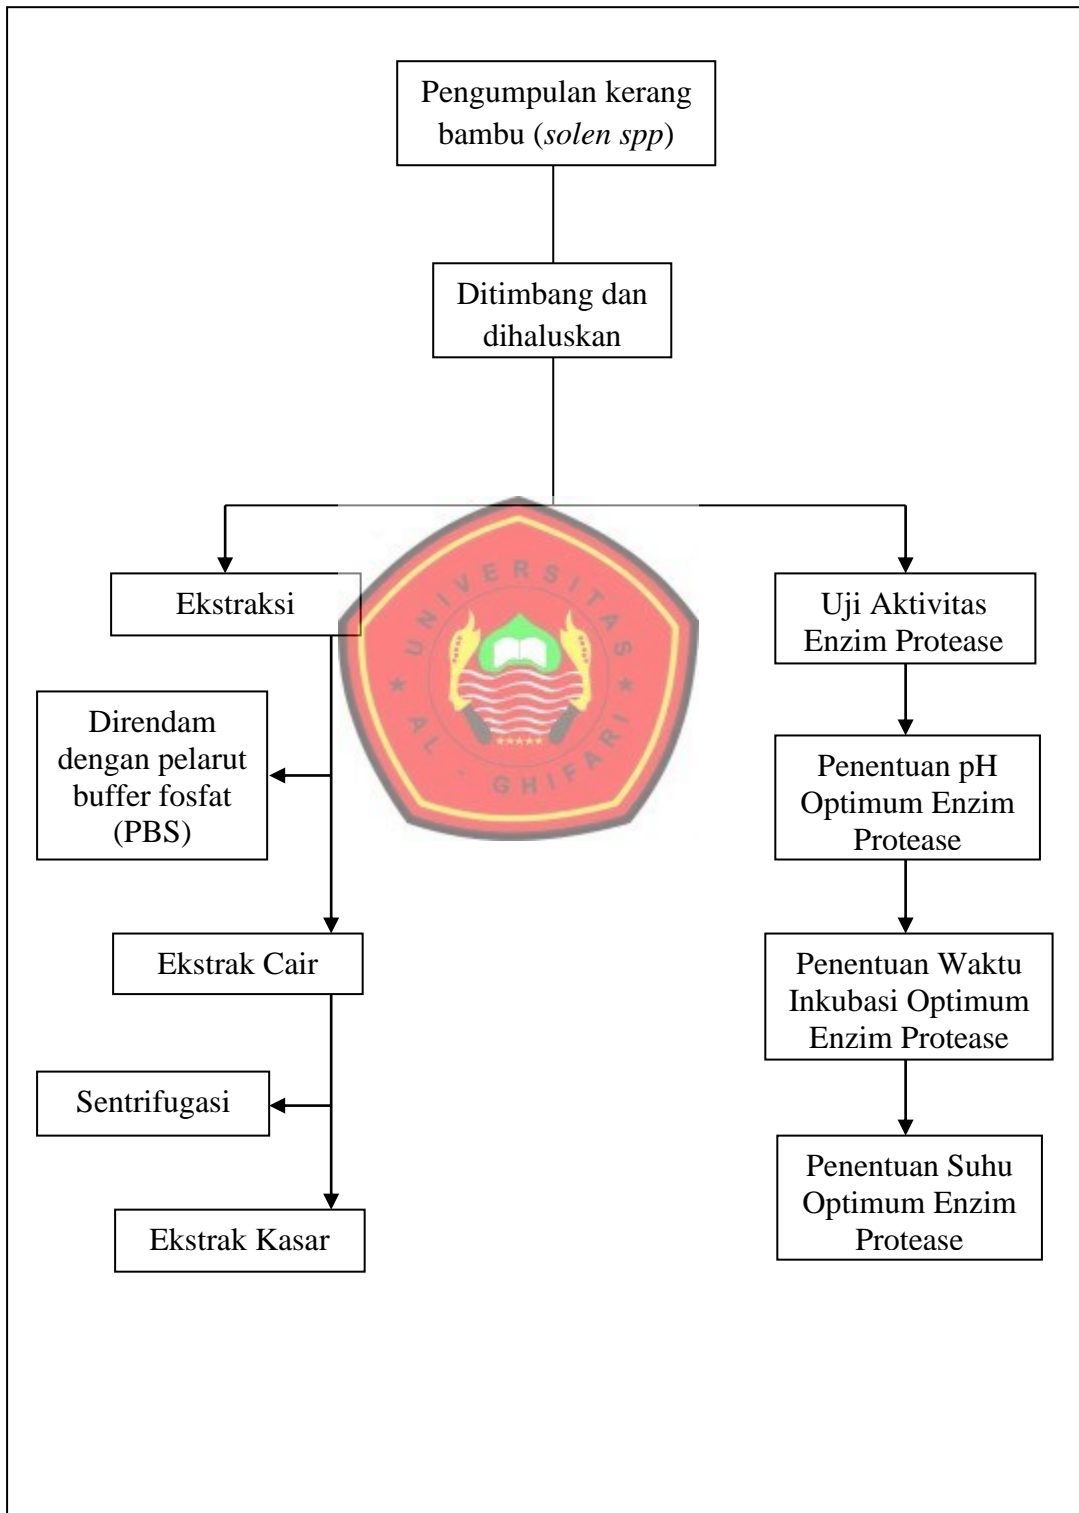 Pengumpulan kerang
bambu (solen spp)
Ditimbang dan
dihaluskan
Ekstraksi
Direndam
dengan pelarut
buffer fosfat
(PBS)
Ekstrak Cair
Sentrifugasi
Ekstrak Kasar
UNIVERSITAS
AL - GHIFARI
Uji Aktivitas
Enzim Protease
Penentuan pH
Optimum Enzim
Protease
Penentuan Waktu
Inkubasi Optimum
Enzim Protease
Penentuan Suhu
Optimum Enzim
Protease